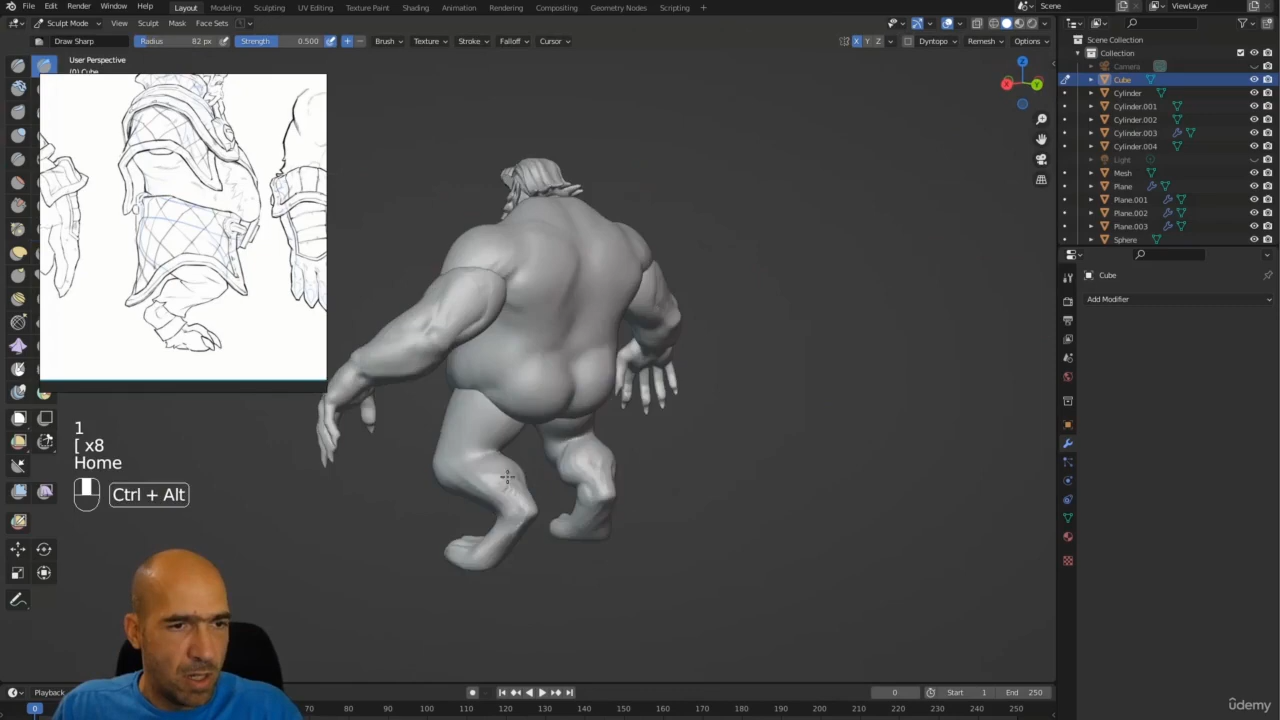 File Edit Render Window Help Layout Modeling Sculpting UV Editing Texture Paint Shading Animation Rendering Compositing Geometry Nodes Scripting + Scene ViewLayer
Sculpt Mode View Sculpt Mask Face Sets
Draw Sharp Radius 82 px Strength 0.500 Brush Texture Stroke Falloff Cursor X Y Z Dyntopo Remesh Options
Scene Collection
Collection
Camera
Cube
Cylinder
Cylinder.001
Cylinder.002
Cylinder.003
Cylinder.004
Light
Mesh
Plane
Plane.001
Plane.002
Plane.003
Sphere
User Perspective
(0) Cube
Z
X
Y
Cube
Add Modifier
1
[ x8
Home
Ctrl + Alt
Playback 0 Start 1 End 250
0 70 80 90 100 110 120 130 140 150 160 170 180 190 200 210 220 230 240 250
ûdemy